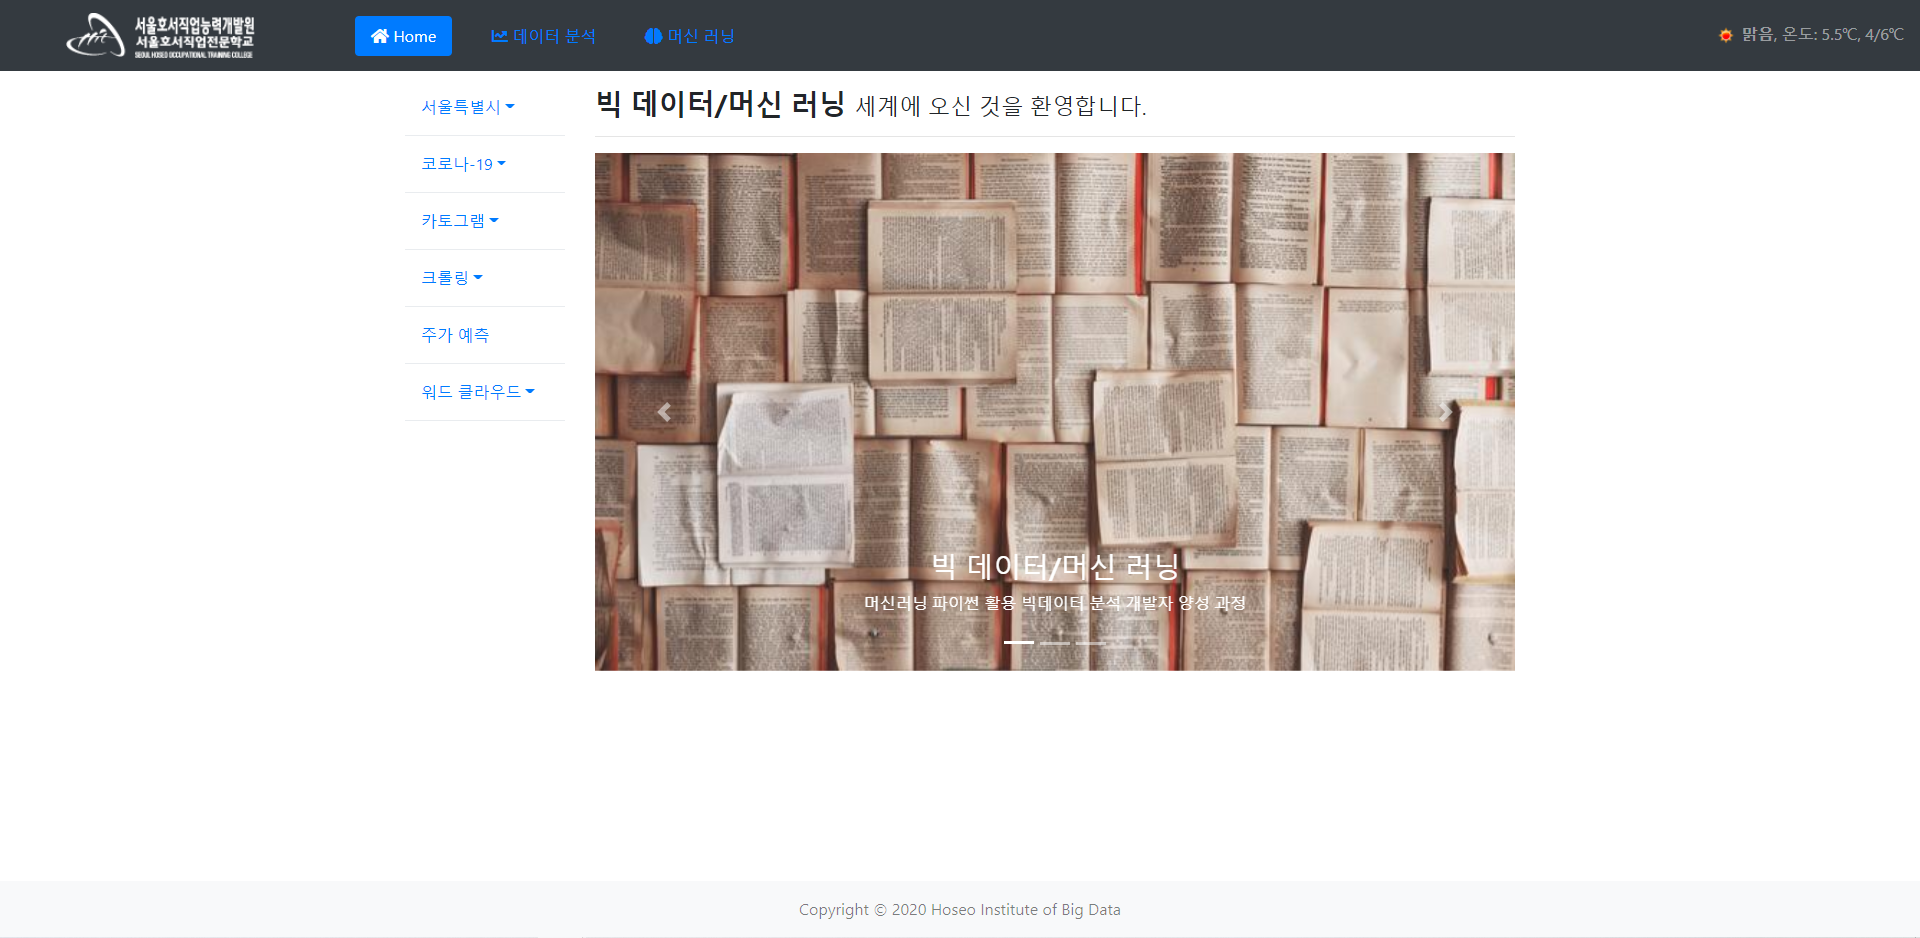 서울호서직업능력개발원
서울호서직업전문학교
SEOUL HOSEO OCCUPATIONAL TRAINING COLLEGE
Home
데이터 분석
머신 러닝
맑음, 온도: 5.5℃, 4/6℃
서울특별시
코로나-19
카토그램
크롤링
주가 예측
워드 클라우드
빅 데이터/머신 러닝 세계에 오신 것을 환영합니다.
빅 데이터/머신 러닝
머신러닝 파이썬 활용 빅데이터 분석 개발자 양성 과정
Copyright © 2020 Hoseo Institute of Big Data